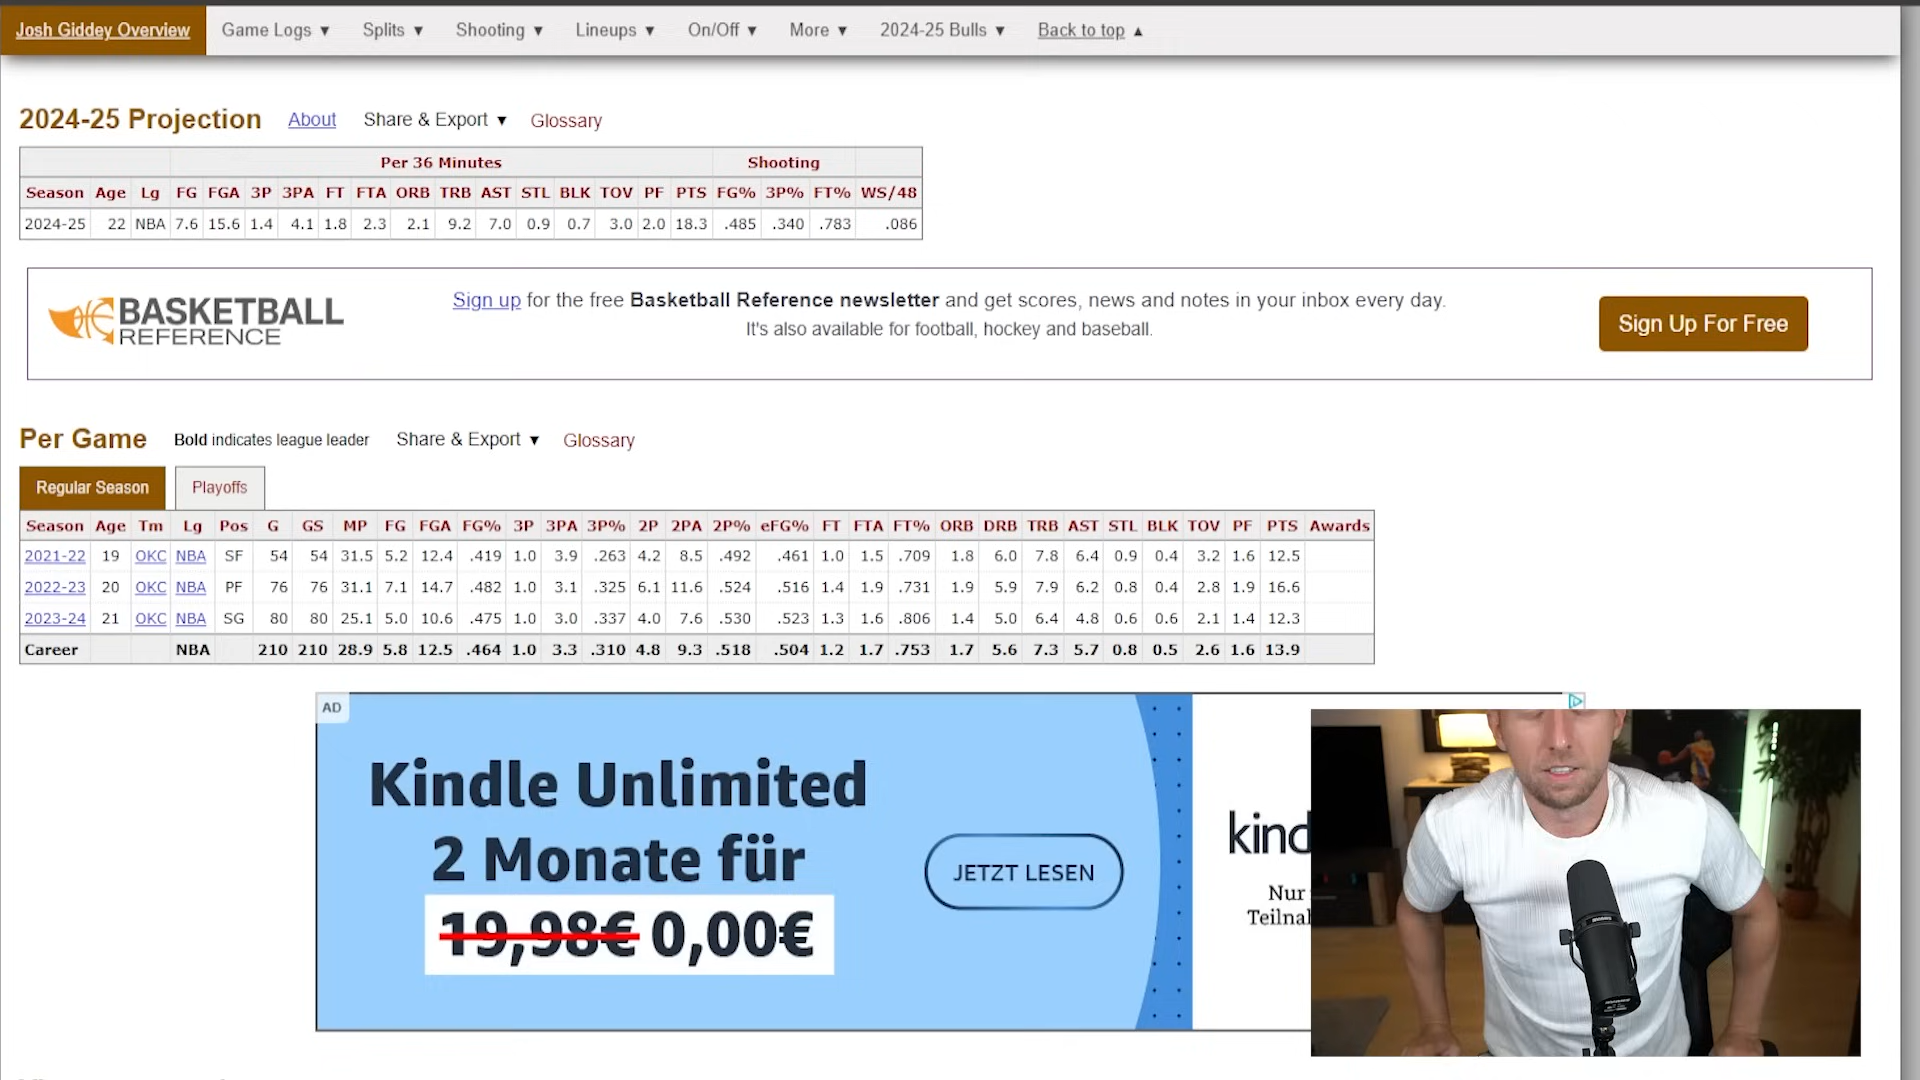 Josh Giddey Overview Game Logs ▼ Splits ▼ Shooting ▼ Lineups ▼ On/Off ▼ More ▼ 2024-25 Bulls ▼ Back to top ▲
2024-25 Projection About Share & Export ▼ Glossary
Per 36 Minutes Shooting
Season Age Lg FG FGA 3P 3PA FT FTA ORB TRB AST STL BLK TOV PF PTS FG% 3P% FT% WS/48
2024-25 22 NBA 7.6 15.6 1.4 4.1 1.8 2.3 2.1 9.2 7.0 0.9 0.7 3.0 2.0 18.3 .485 .340 .783 .086
BASKETBALL
REFERENCE
Sign up for the free Basketball Reference newsletter and get scores, news and notes in your inbox every day.
It's also available for football, hockey and baseball.
Sign Up For Free
Per Game Bold indicates league leader Share & Export ▼ Glossary
Regular Season Playoffs
Season Age Tm Lg Pos G GS MP FG FGA FG% 3P 3PA 3P% 2P 2PA 2P% eFG% FT FTA FT% ORB DRB TRB AST STL BLK TOV PF PTS Awards
2021-22 19 OKC NBA SF 54 54 31.5 5.2 12.4 .419 1.0 3.9 .263 4.2 8.5 .492 .461 1.0 1.5 .709 1.8 6.0 7.8 6.4 0.9 0.4 3.2 1.6 12.5
2022-23 20 OKC NBA PF 76 76 31.1 7.1 14.7 .482 1.0 3.1 .325 6.1 11.6 .524 .516 1.4 1.9 .731 1.9 5.9 7.9 6.2 0.8 0.4 2.8 1.9 16.6
2023-24 21 OKC NBA SG 80 80 25.1 5.0 10.6 .475 1.0 3.0 .337 4.0 7.6 .530 .523 1.3 1.6 .806 1.4 5.0 6.4 4.8 0.6 0.6 2.1 1.4 12.3
Career NBA 210 210 28.9 5.8 12.5 .464 1.0 3.3 .310 4.8 9.3 .518 .504 1.2 1.7 .753 1.7 5.6 7.3 5.7 0.8 0.5 2.6 1.6 13.9
AD
Kindle Unlimited
2 Monate für
19,98€ 0,00€
JETZT LESEN
kind
Nur
Teilnal